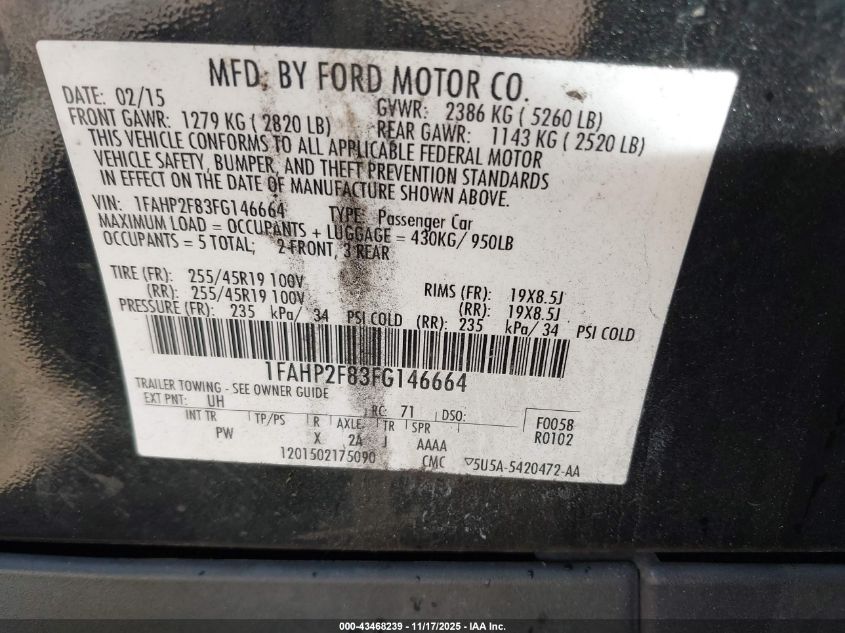 MFD. BY FORD MOTOR CO.
DATE: 02/15 GVWR: 2386 KG ( 5260 LB)
FRONT GAWR: 1279 KG ( 2820 LB) REAR GAWR: 1143 KG ( 2520 LB)
THIS VEHICLE CONFORMS TO ALL APPLICABLE FEDERAL MOTOR
VEHICLE SAFETY, BUMPER, AND THEFT PREVENTION STANDARDS
IN EFFECT ON THE DATE OF MANUFACTURE SHOWN ABOVE.
VIN: 1FAHP2F83FG146664 TYPE: Passenger Car
MAXIMUM LOAD = OCCUPANTS + LUGGAGE = 430KG/ 950LB
OCCUPANTS = 5 TOTAL; 2 FRONT, 3 REAR
TIRE (FR): 255/45R19 100V RIMS (FR): 19X8.5J
(RR): 255/45R19 100V (RR): 19X8.5J
PRESSURE (FR): 235 kPa/ 34 PSI COLD (RR): 235 kPa/ 34 PSI COLD
1FAHP2F83FG146664
TRAILER TOWING - SEE OWNER GUIDE
EXT PNT: UH RC: 71 DSO: F0058
INT TR TP/PS R AXLE TR SPR R0102
PW X 2A J AAAA
1201502175090 CMC ▽5U5A-5420472-AA
000-43468239 - 11/17/2025 - IAA Inc.